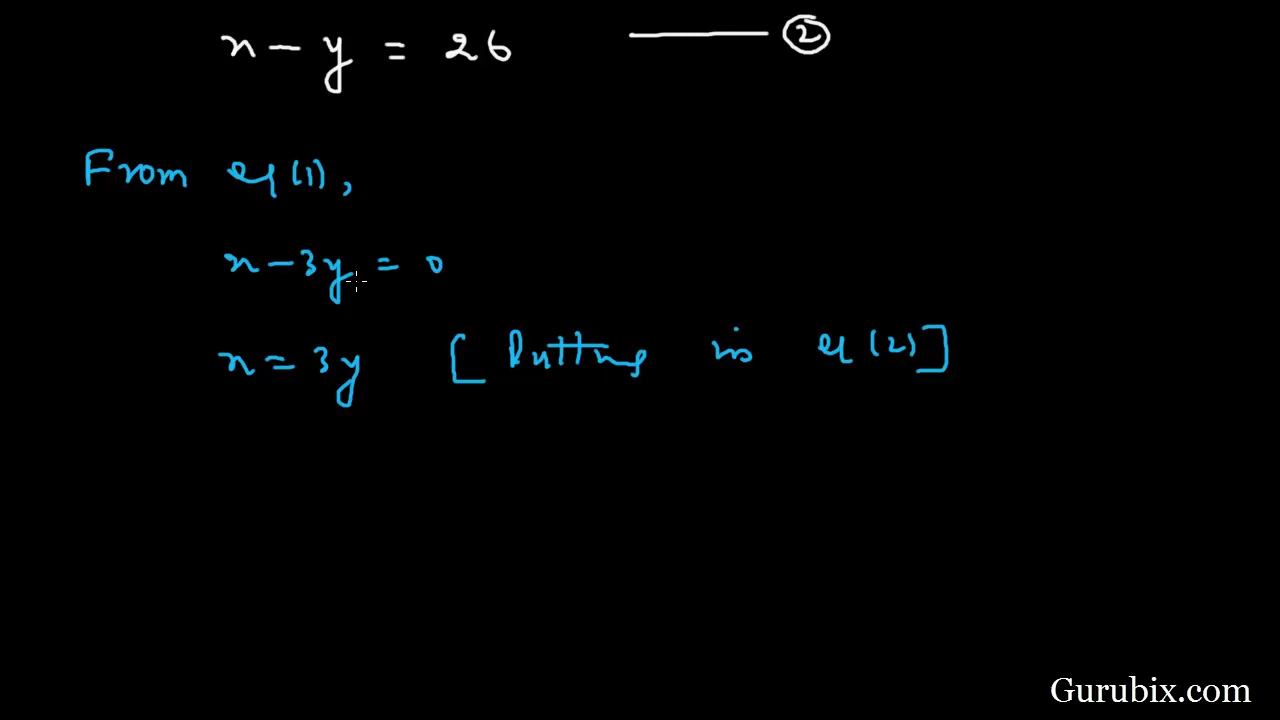 x - y = 26 ——— ②
From eq (1),
x - 3y = 0
x = 3y [ Putting in eq (2) ]
Gurubix.com